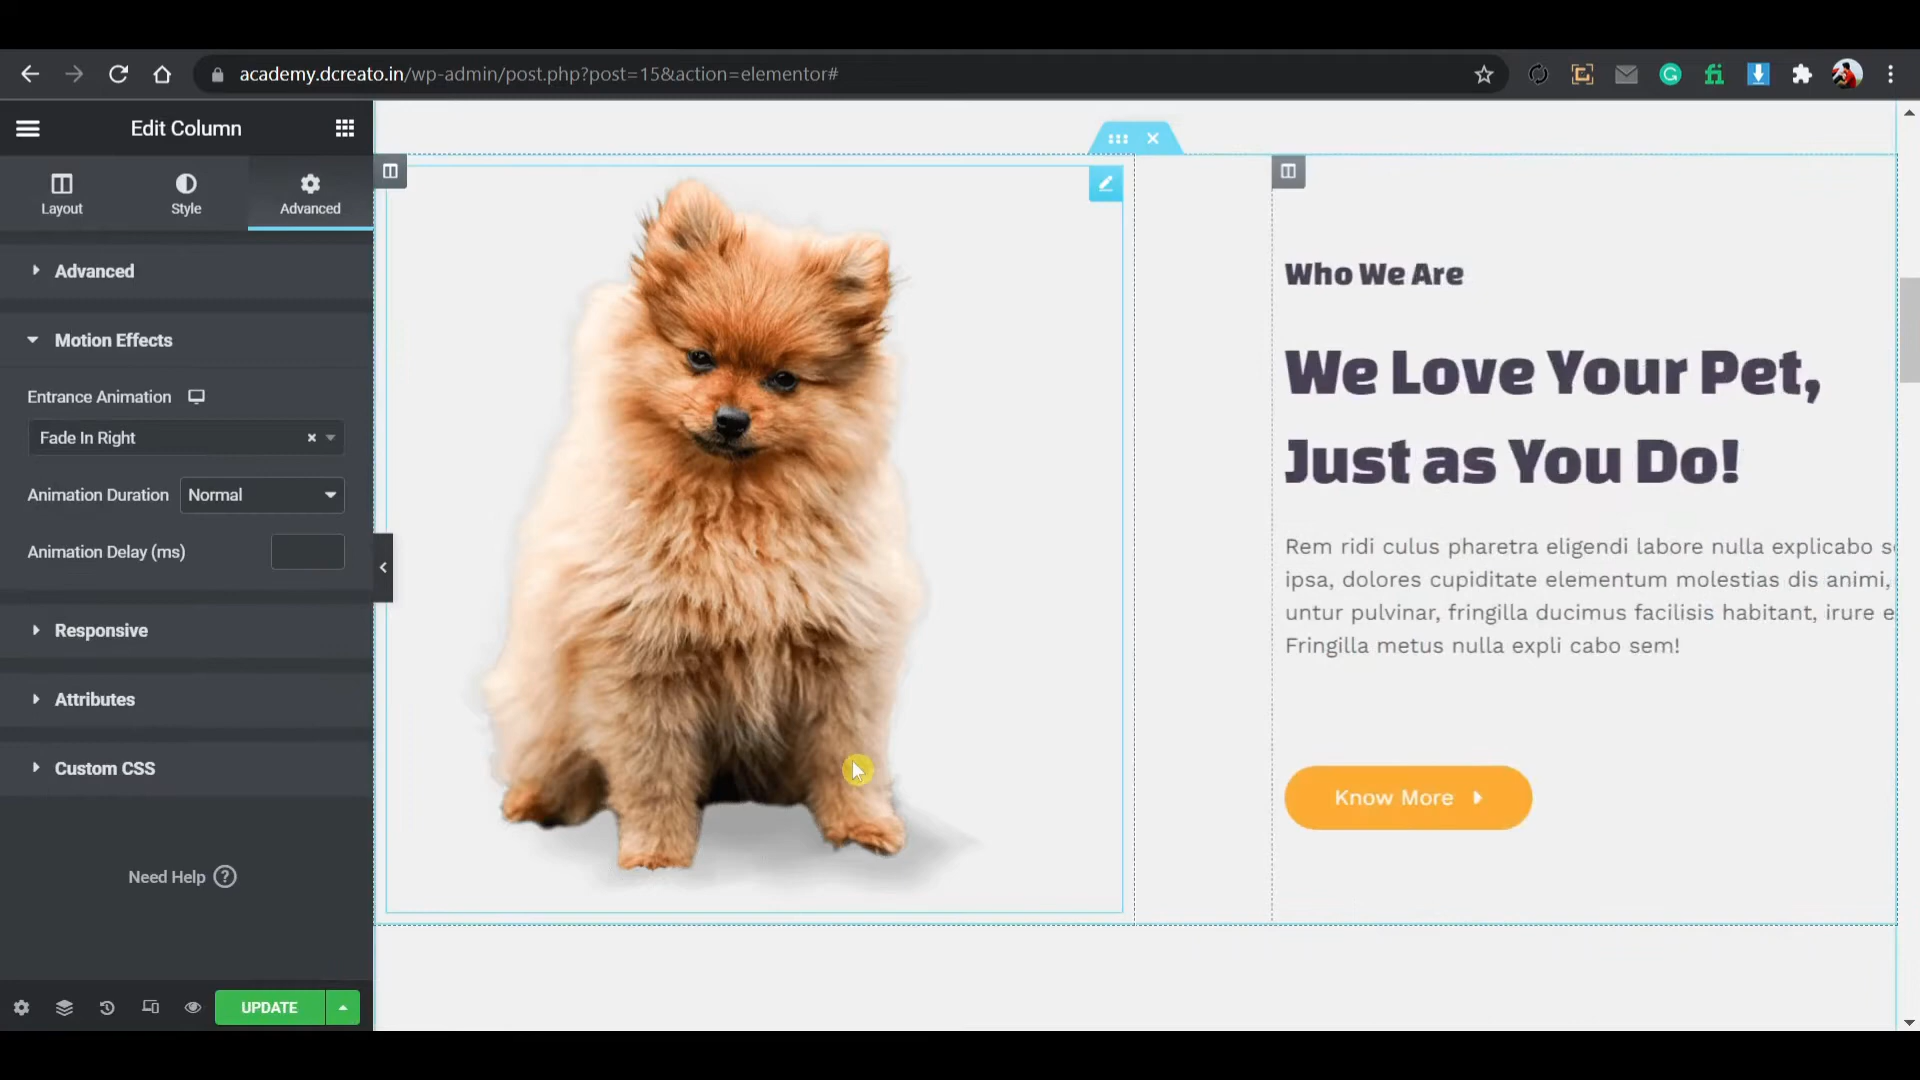 academy.dcreato.in/wp-admin/post.php?post=15&action=elementor#
Edit Column
Layout
Style
Advanced
Advanced
Motion Effects
Entrance Animation
Fade In Right
Animation Duration
Normal
Animation Delay (ms)
Responsive
Attributes
Custom CSS
Need Help ?
UPDATE
Who We Are
We Love Your Pet,
Just as You Do!
Rem ridi culus pharetra eligendi labore nulla explicabo
ipsa, dolores cupiditate elementum molestias dis animi,
untur pulvinar, fringilla ducimus facilisis habitant, irure
Fringilla metus nulla expli cabo sem!
Know More